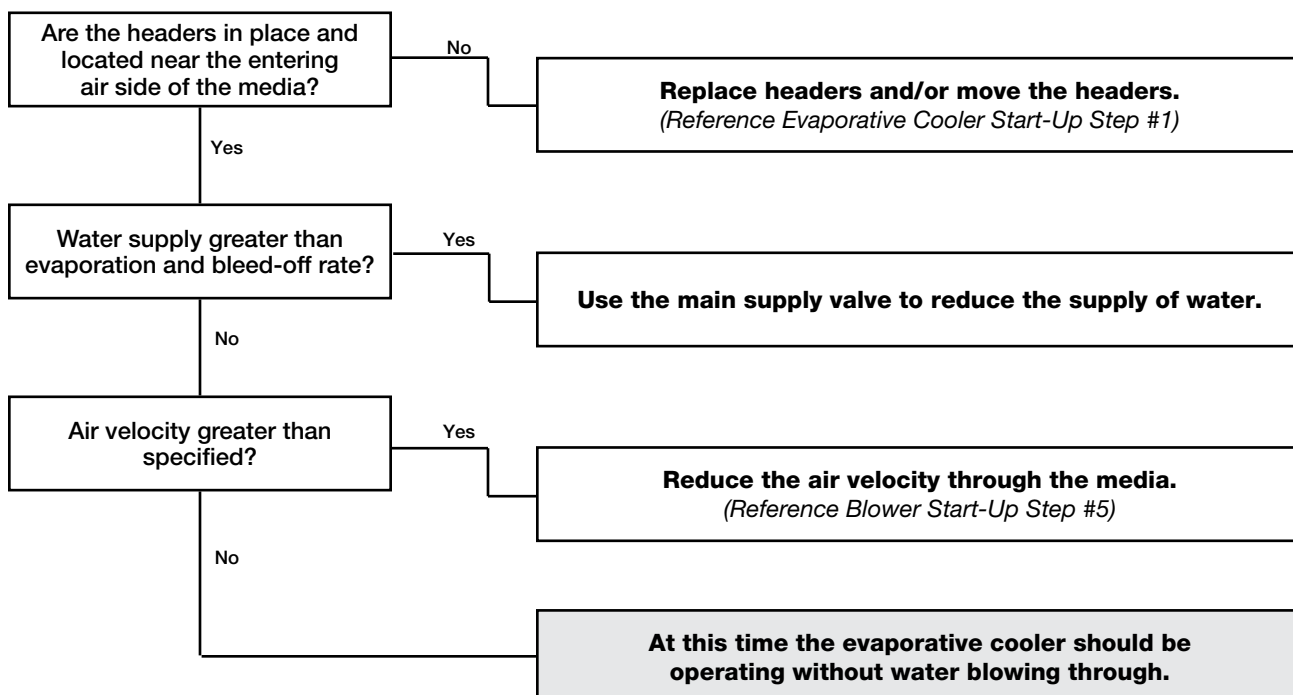 Are the headers in place and
located near the entering
air side of the media?
No
Replace headers and/or move the headers.
(Reference Evaporative Cooler Start-Up Step #1)
Yes
Water supply greater than
evaporation and bleed-off rate?
Yes
Use the main supply valve to reduce the supply of water.
No
Air velocity greater than
specified?
Yes
Reduce the air velocity through the media.
(Reference Blower Start-Up Step #5)
No
At this time the evaporative cooler should be
operating without water blowing through.